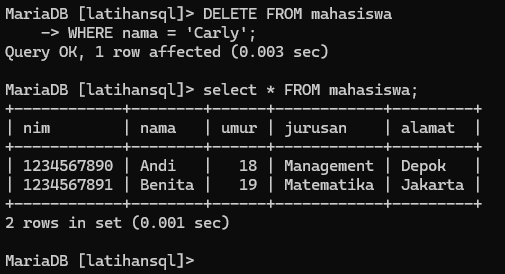 MariaDB [latihansql]> DELETE FROM mahasiswa
    -> WHERE nama = 'Carly';
Query OK, 1 row affected (0.003 sec)

MariaDB [latihansql]> select * FROM mahasiswa;
+------------+--------+------+------------+---------+
| nim        | nama   | umur | jurusan    | alamat  |
+------------+--------+------+------------+---------+
| 1234567890 | Andi   |   18 | Management | Depok   |
| 1234567891 | Benita |   19 | Matematika | Jakarta |
+------------+--------+------+------------+---------+
2 rows in set (0.001 sec)

MariaDB [latihansql]>